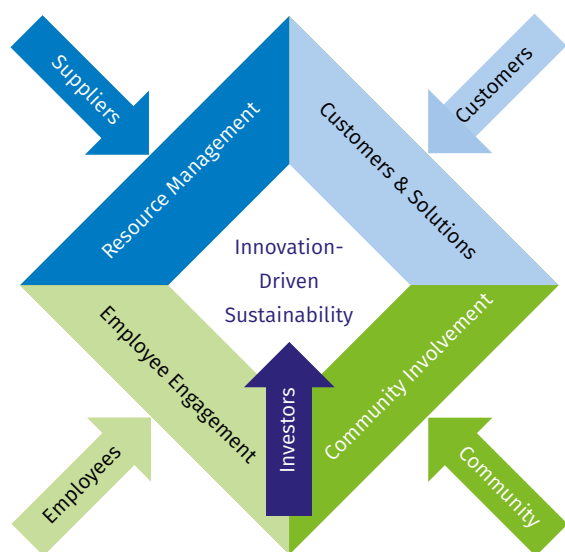 Suppliers
Customers
Resource Management
Customers & Solutions
Innovation-
Driven
Sustainability
Employee Engagement
Community Involvement
Investors
Employees
Community